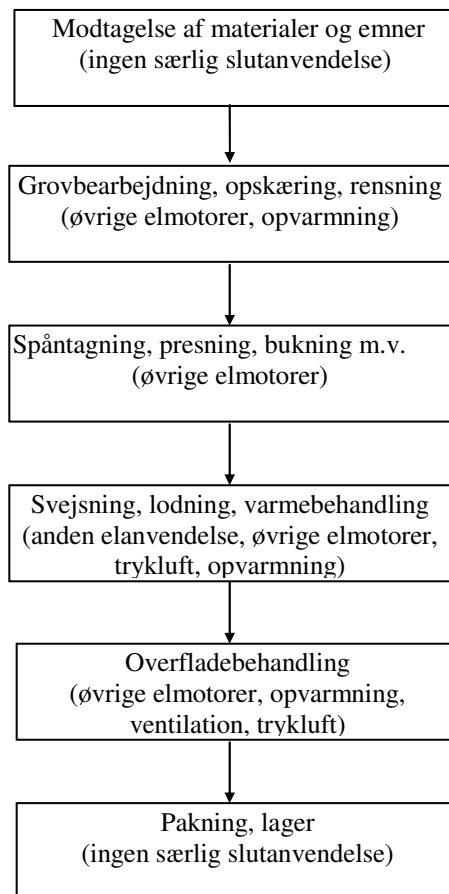 Modtagelse af materialer og emner
(ingen særlig slutanvendelse)
Grovbearbejdning, opskæring, rensning
(øvrige elmotorer, opvarmning)
Spåntagning, presning, bukning m.v.
(øvrige elmotorer)
Svejsning, lodning, varmebehandling
(anden elanvendelse, øvrige elmotorer,
trykluft, opvarmning)
Overfladebehandling
(øvrige elmotorer, opvarmning,
ventilation, trykluft)
Pakning, lager
(ingen særlig slutanvendelse)